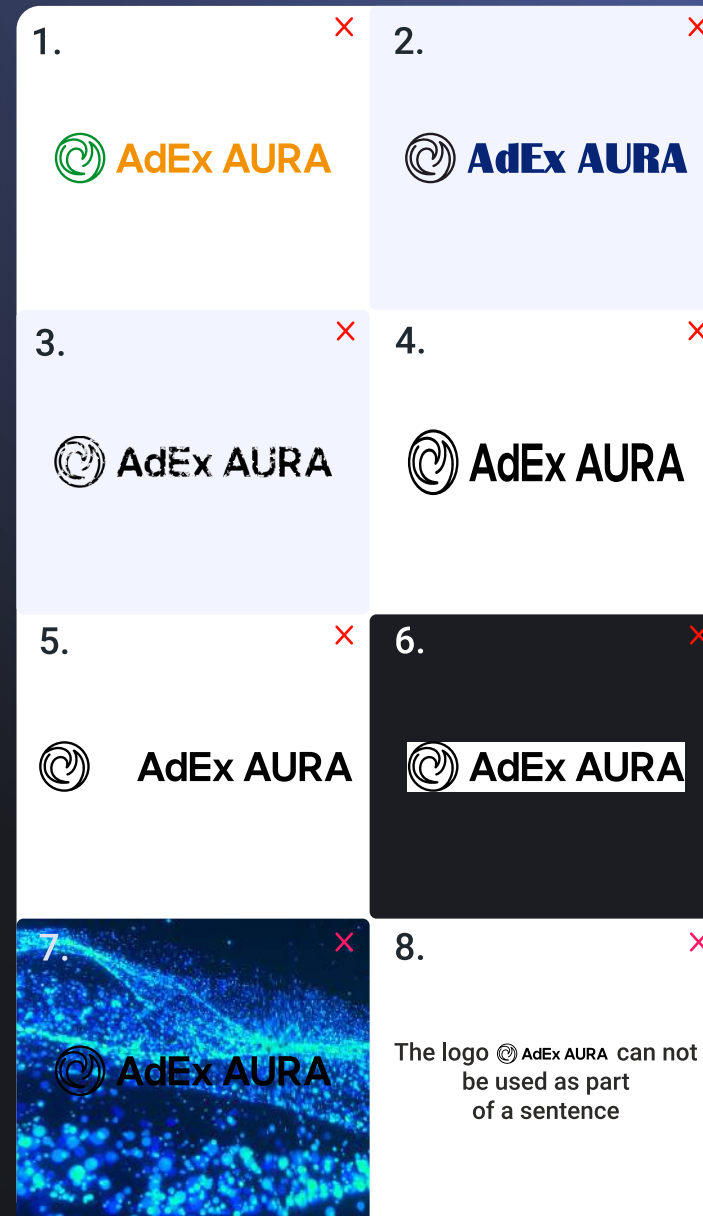 1.
AdEx AURA
2.
AdEx AURA
3.
AdEx AURA
4.
AdEx AURA
5.
AdEx AURA
6.
AdEx AURA
7.
AdEx AURA
8.
The logo AdEx AURA can not
be used as part
of a sentence